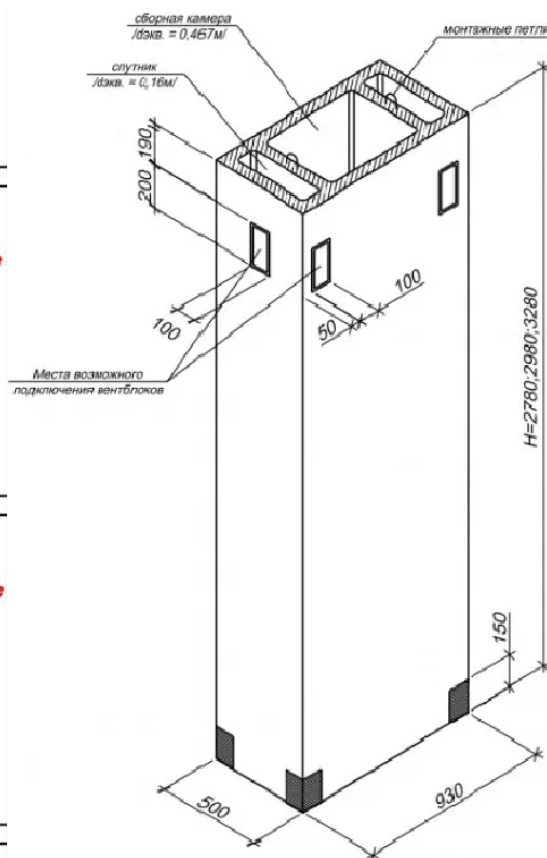 сборная камера
/dэкв. = 0,467м/
монтажные петли
спутник
/dэкв. = 0,16м/
190
200
100
50
100
Места возможного
подключения вентблоков
H=2780;2980;3280
150
500
930